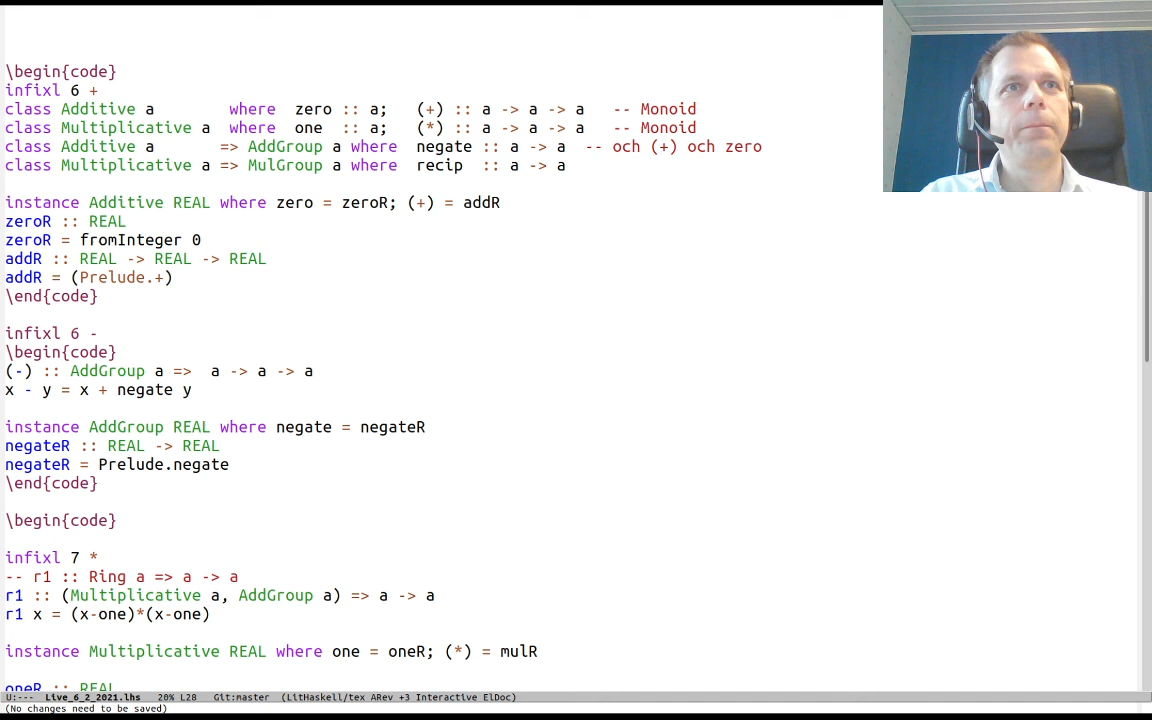 \begin{code}
infixl 6 +
class Additive a        where  zero :: a;   (+) :: a -> a -> a   -- Monoid
class Multiplicative a  where  one  :: a;   (*) :: a -> a -> a   -- Monoid
class Additive a       => AddGroup a where  negate :: a -> a  -- och (+) och zero
class Multiplicative a => MulGroup a where  recip  :: a -> a
instance Additive REAL where zero = zeroR; (+) = addR
zeroR :: REAL
zeroR = fromInteger 0
addR :: REAL -> REAL -> REAL
addR = (Prelude.+)
\end{code}
infixl 6 -
\begin{code}
(-) :: AddGroup a =>  a -> a -> a
x - y = x + negate y
instance AddGroup REAL where negate = negateR
negateR :: REAL -> REAL
negateR = Prelude.negate
\end{code}
\begin{code}
infixl 7 *
-- r1 :: Ring a => a -> a
r1 :: (Multiplicative a, AddGroup a) => a -> a
r1 x = (x-one)*(x-one)
instance Multiplicative REAL where one = oneR; (*) = mulR
oneR :: REAL
U:---  Live_6_2_2021.lhs   20% L28   Git:master  (LitHaskell/tex ARev +3 Interactive ElDoc)
(No changes need to be saved)